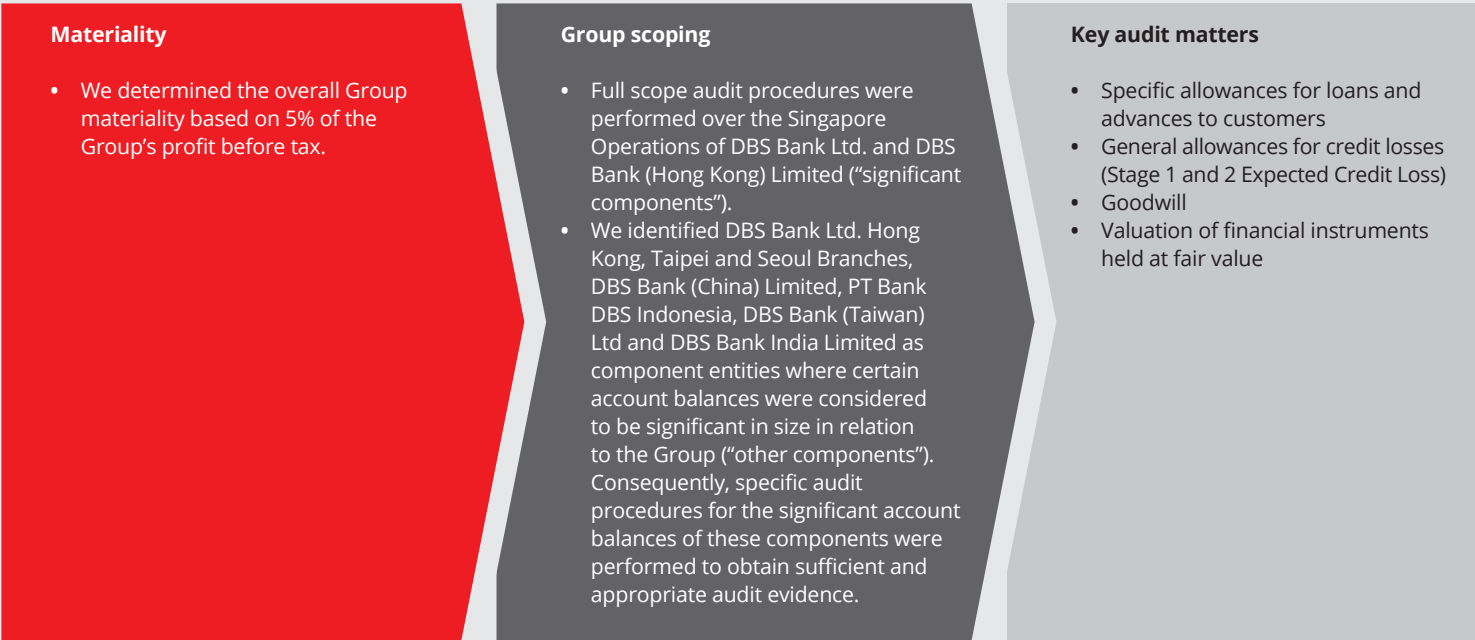 Materiality
• We determined the overall Group
materiality based on 5% of the
Group’s profit before tax.
Group scoping
• Full scope audit procedures were
performed over the Singapore
Operations of DBS Bank Ltd. and DBS
Bank (Hong Kong) Limited (“significant
components”).
• We identified DBS Bank Ltd. Hong
Kong, Taipei and Seoul Branches,
DBS Bank (China) Limited, PT Bank
DBS Indonesia, DBS Bank (Taiwan)
Ltd and DBS Bank India Limited as
component entities where certain
account balances were considered
to be significant in size in relation
to the Group (“other components”).
Consequently, specific audit
procedures for the significant account
balances of these components were
performed to obtain sufficient and
appropriate audit evidence.
Key audit matters
• Specific allowances for loans and
advances to customers
• General allowances for credit losses
(Stage 1 and 2 Expected Credit Loss)
• Goodwill
• Valuation of financial instruments
held at fair value